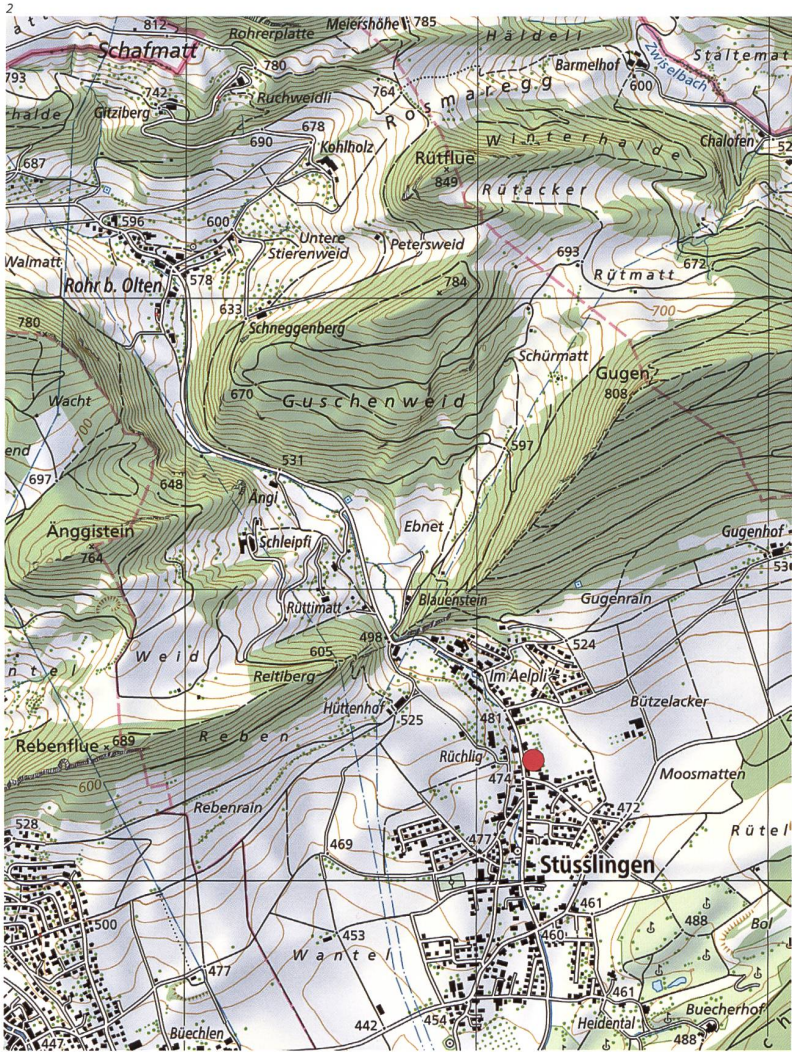 2
812
Rohrerplatte
Meiershöhe
785
Häldeli
Schafmatt
Zwiselbach
793
780
Barmelhof
742
Ruchweidli
764
Rosmaregg
600
Gitziberg
halde
678
690
Kohlholz
Winterhalde
Chalofen
Rütflue
849
687
Rütacker
596
600
Untere
Stierenweid
Petersweid
693
672
Walmatt
578
Rohr b. Olten
784
Rütmatt
633
Schneggenberg
700
780
Schürmatt
Gugen
808
670
Guschenweid
Wacht
end
597
697
531
648
Ängi
Änggistein
764
Schleipfi
Ebnet
Gugenhof
Rüttimatt
Blauenstein
Gugenrain
498
524
Weid
605
Reitiberg
Im Aelpli
Hüttenhof
525
481
Bützelacker
Rebenflue
689
Reben
Rüchlig
474
Moosmatten
600
Rebenrain
472
528
469
477
Rütel
Stüsslingen
500
461
488
Bol
453
460
Wantel
477
461
Buecherhof
447
Büechlen
442
454
Heidental
488